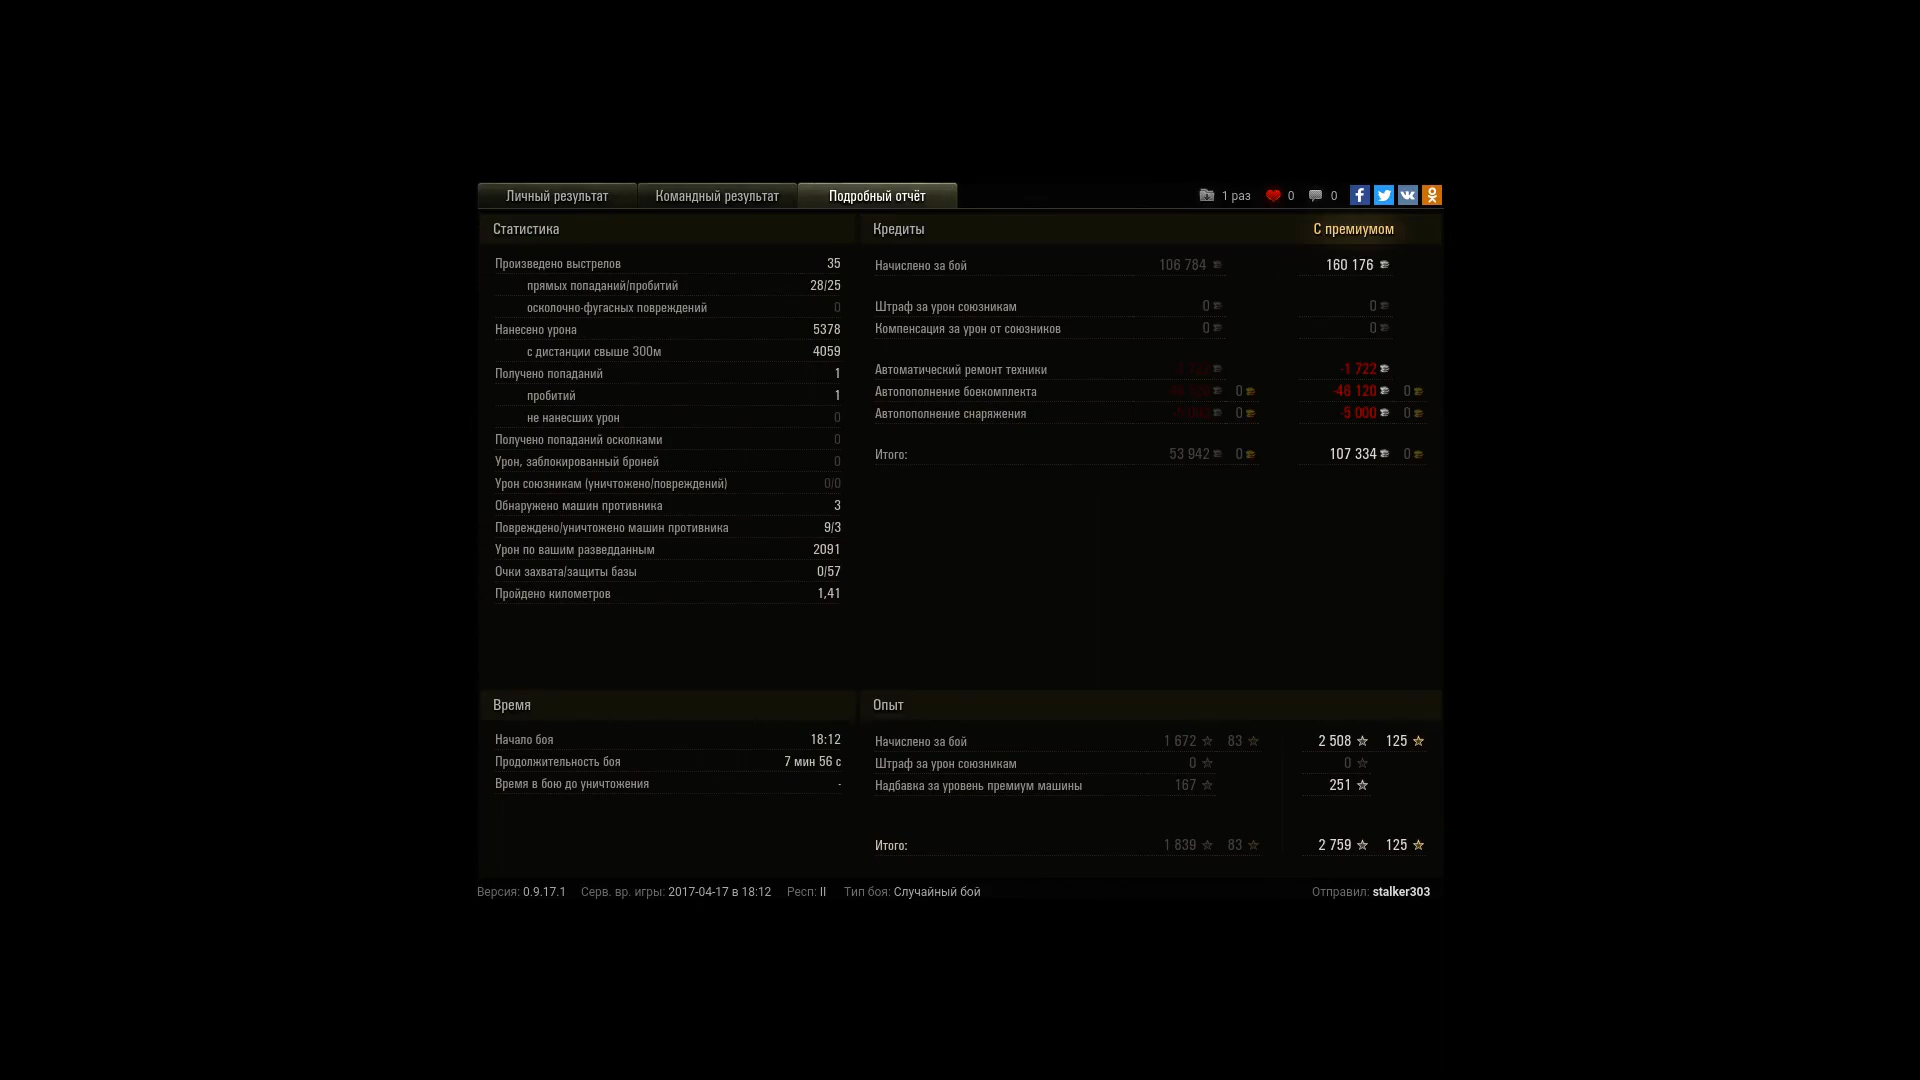 Личный результат Командный результат Подробный отчёт 1 раз 0 0
Статистика
Произведено выстрелов 35
прямых попаданий/пробитий 28/25
осколочно-фугасных повреждений 0
Нанесено урона 5378
с дистанции свыше 300м 4059
Получено попаданий 1
пробитий 1
не нанесших урон 0
Получено попаданий осколками 0
Урон, заблокированный броней 0
Урон союзникам (уничтожено/повреждений) 0/0
Обнаружено машин противника 3
Повреждено/уничтожено машин противника 9/3
Урон по вашим разведданным 2091
Очки захвата/защиты базы 0/57
Пройдено километров 1,41
Кредиты С премиумом
Начислено за бой 106 784 160 176
Штраф за урон союзникам 0 0
Компенсация за урон от союзников 0 0
Автоматический ремонт техники -1 722
Автопополнение боекомплекта 0 -46 120 0
Автопополнение снаряжения 0 -5 000 0
Итого: 53 942 0 107 334 0
Время
Начало боя 18:12
Продолжительность боя 7 мин 56 с
Время в бою до уничтожения -
Опыт
Начислено за бой 1 672 83 2 508 125
Штраф за урон союзникам 0 0
Надбавка за уровень премиум машины 167 251
Итого: 1 839 83 2 759 125
Версия: 0.9.17.1 Серв. вр. игры: 2017-04-17 в 18:12 Респ: II Тип боя: Случайный бой Отправил: stalker303